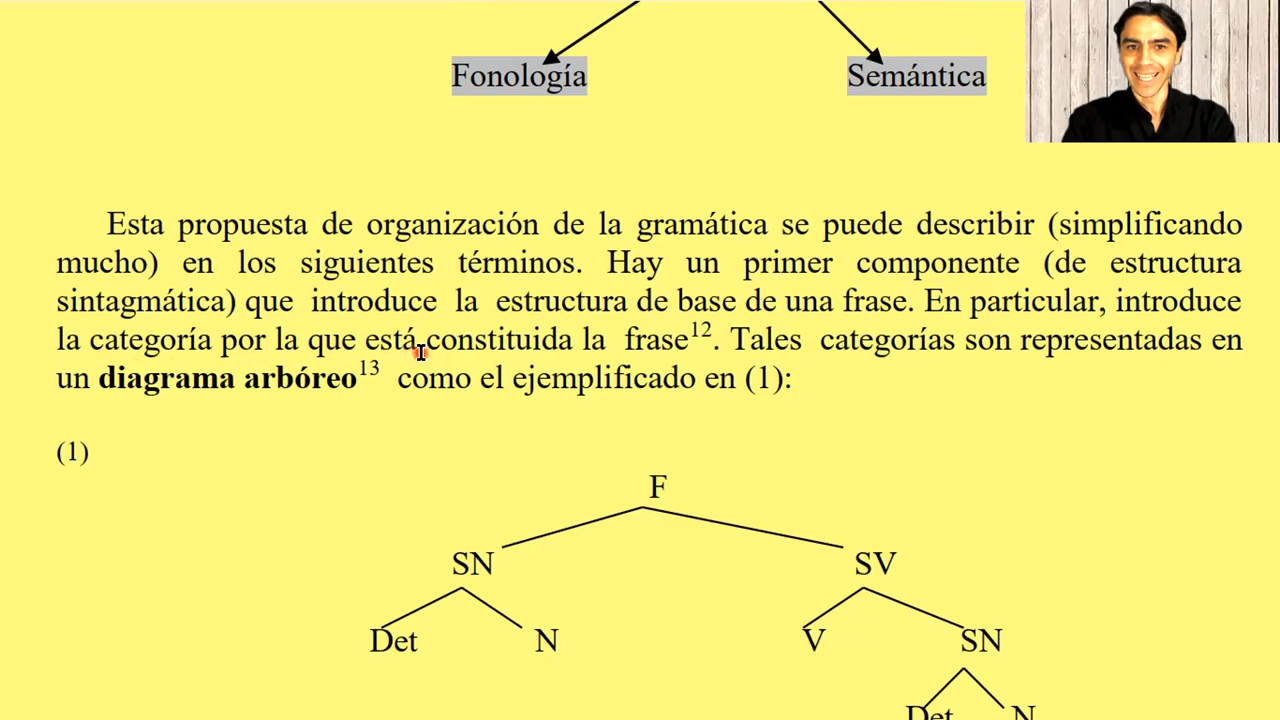 Fonología Semántica
Esta propuesta de organización de la gramática se puede describir (simplificando
mucho) en los siguientes términos. Hay un primer componente (de estructura
sintagmática) que introduce la estructura de base de una frase. En particular, introduce
la categoría por la que está constituida la frase12. Tales categorías son representadas en
un diagrama arbóreo13 como el ejemplificado en (1):
(1)
F
SN SV
Det N V SN
Det N